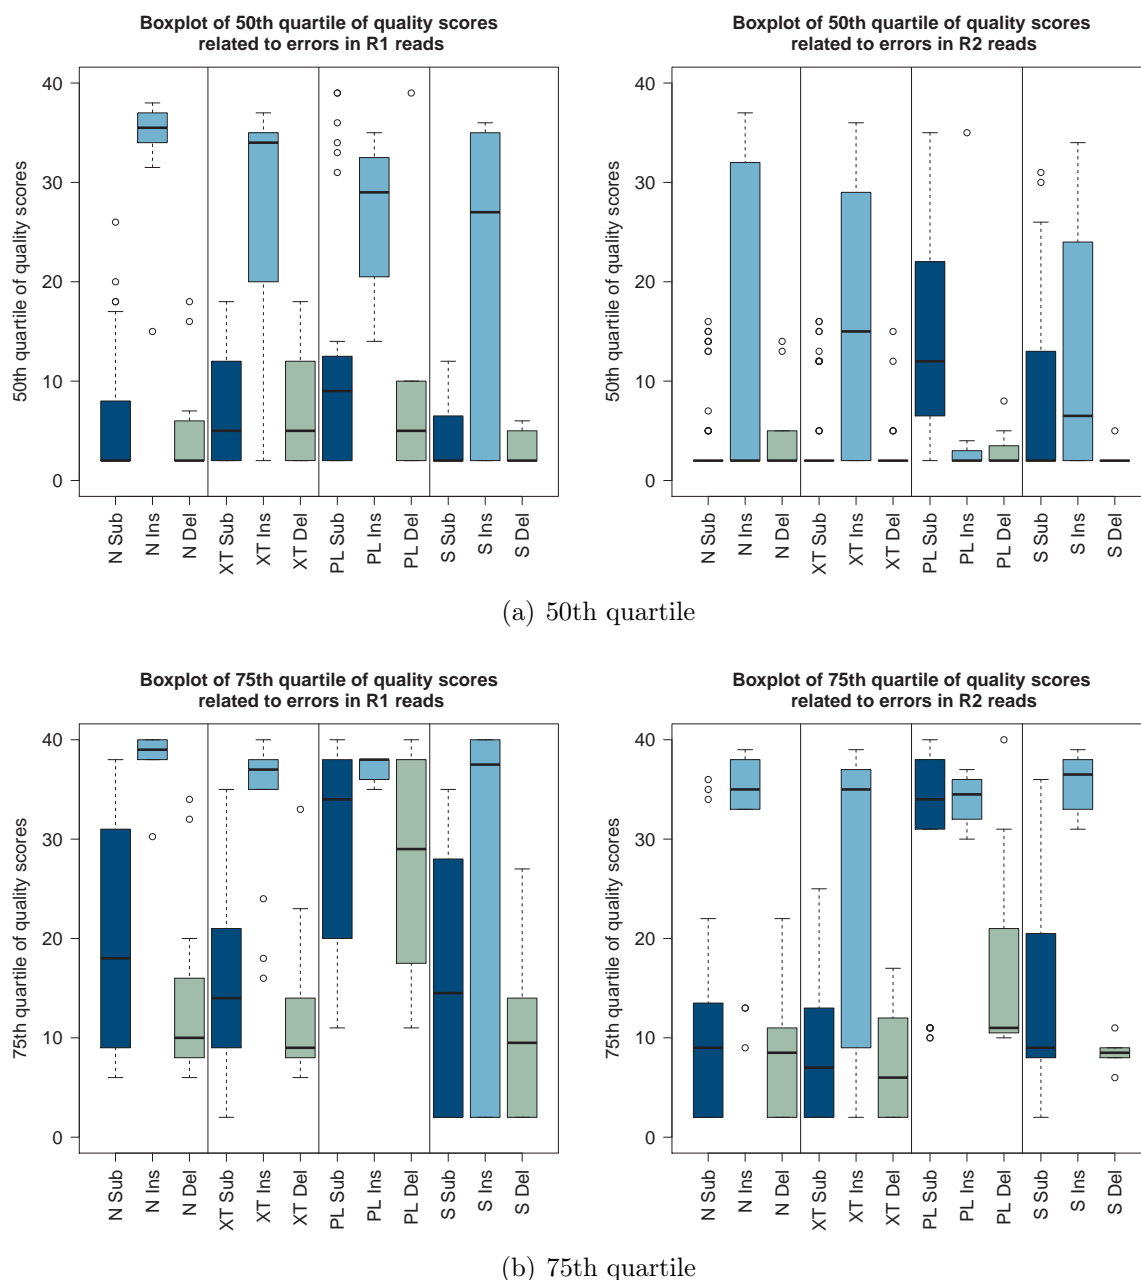 Boxplot of 50th quartile of quality scores
related to errors in R1 reads
50th quartile of quality scores
40
30
20
10
0
N Sub
N Ins
N Del
XT Sub
XT Ins
XT Del
PL Sub
PL Ins
PL Del
S Sub
S Ins
S Del
Boxplot of 50th quartile of quality scores
related to errors in R2 reads
50th quartile of quality scores
40
30
20
10
0
N Sub
N Ins
N Del
XT Sub
XT Ins
XT Del
PL Sub
PL Ins
PL Del
S Sub
S Ins
S Del
(a) 50th quartile
Boxplot of 75th quartile of quality scores
related to errors in R1 reads
75th quartile of quality scores
40
30
20
10
0
N Sub
N Ins
N Del
XT Sub
XT Ins
XT Del
PL Sub
PL Ins
PL Del
S Sub
S Ins
S Del
Boxplot of 75th quartile of quality scores
related to errors in R2 reads
75th quartile of quality scores
40
30
20
10
0
N Sub
N Ins
N Del
XT Sub
XT Ins
XT Del
PL Sub
PL Ins
PL Del
S Sub
S Ins
S Del
(b) 75th quartile